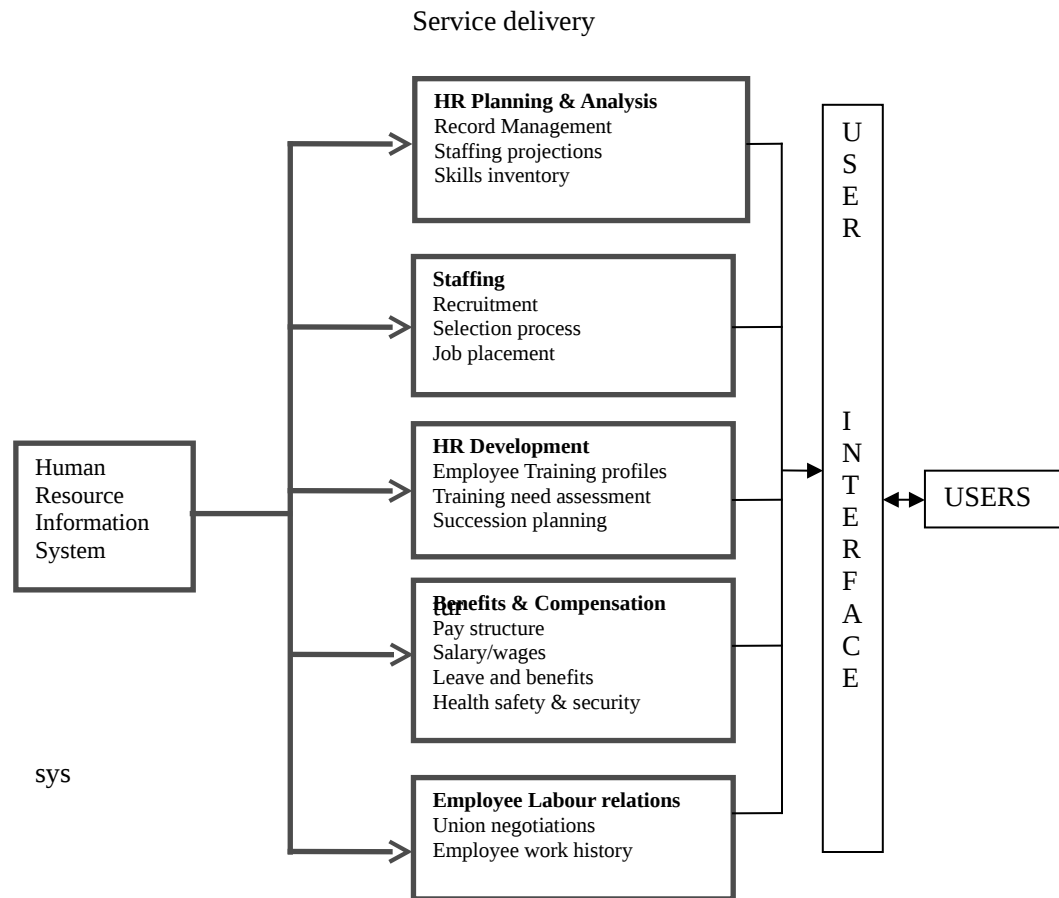 Service delivery
HR Planning & Analysis
Record Management
Staffing projections
Skills inventory
Staffing
Recruitment
Selection process
Job placement
HR Development
Employee Training profiles
Training need assessment
Succession planning
Benefits & Compensation
tur
Pay structure
Salary/wages
Leave and benefits
Health safety & security
Employee Labour relations
Union negotiations
Employee work history
Human
Resource
Information
System
sys
U
S
E
R
I
N
T
E
R
F
A
C
E
USERS